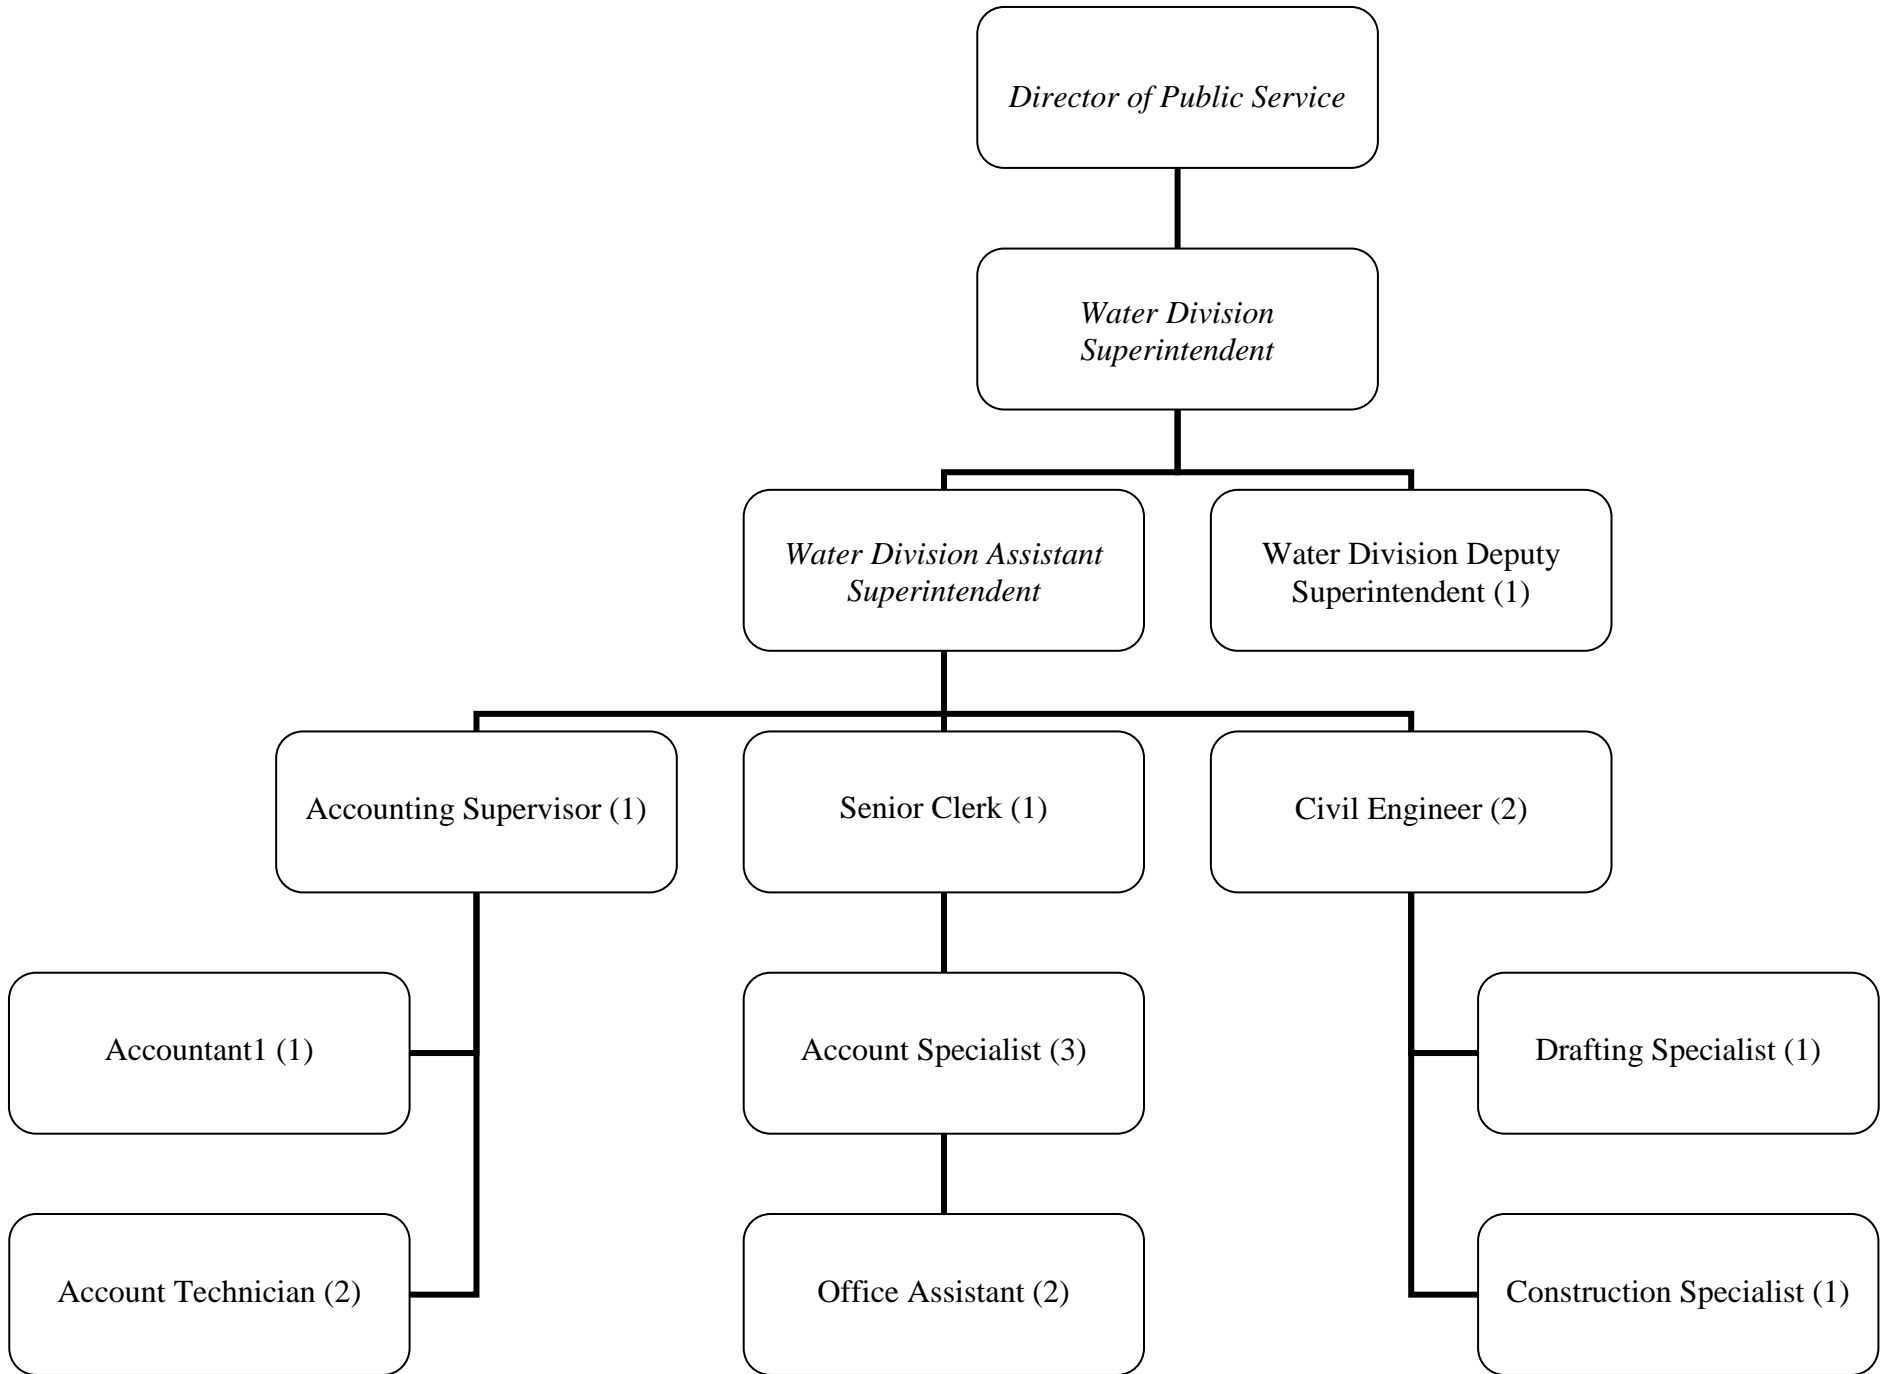 Director of Public Service
Water Division
Superintendent
Water Division Assistant
Superintendent
Water Division Deputy
Superintendent (1)
Accounting Supervisor (1)
Senior Clerk (1)
Civil Engineer (2)
Accountant1 (1)
Account Specialist (3)
Drafting Specialist (1)
Account Technician (2)
Office Assistant (2)
Construction Specialist (1)